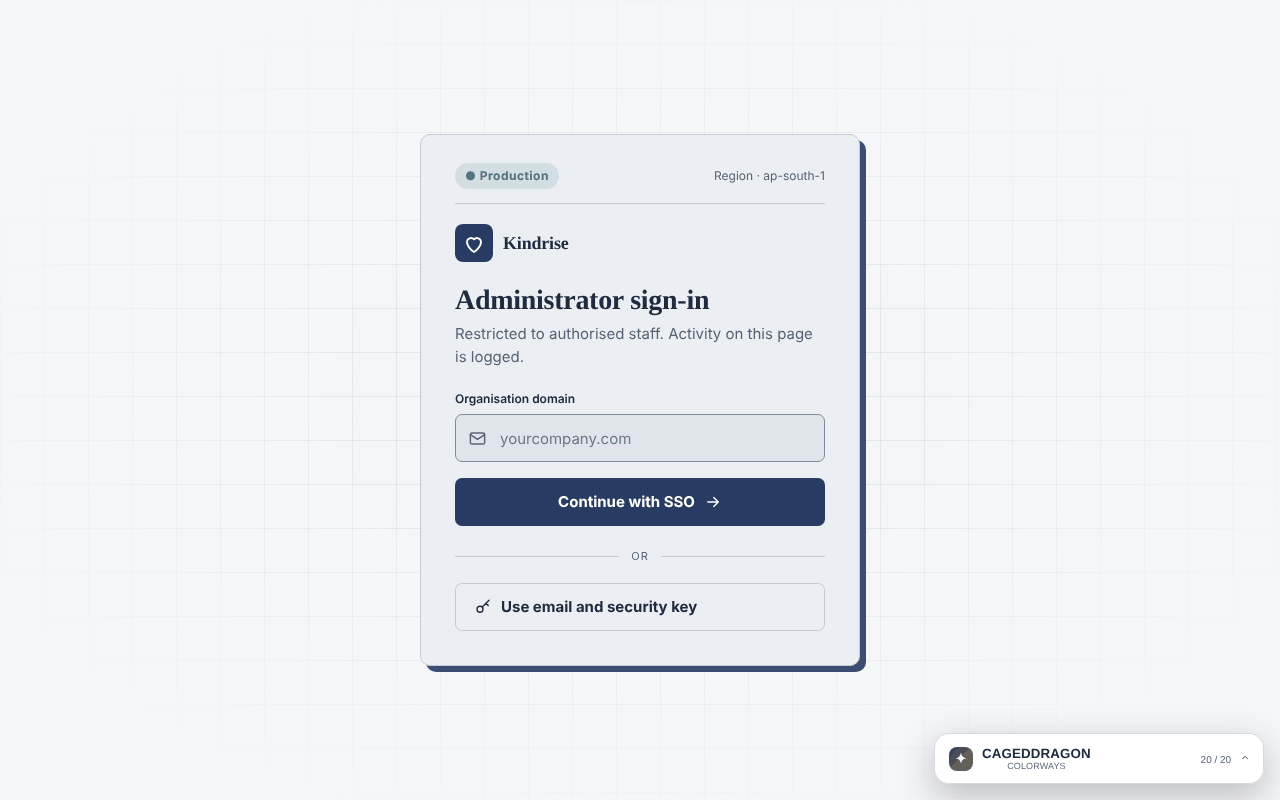 Production
Region · ap-south-1
Kindrise
Administrator sign-in
Restricted to authorised staff. Activity on this page
is logged.
Organisation domain
yourcompany.com
Continue with SSO
OR
Use email and security key
CAGEDDRAGON
COLORWAYS
20 / 20